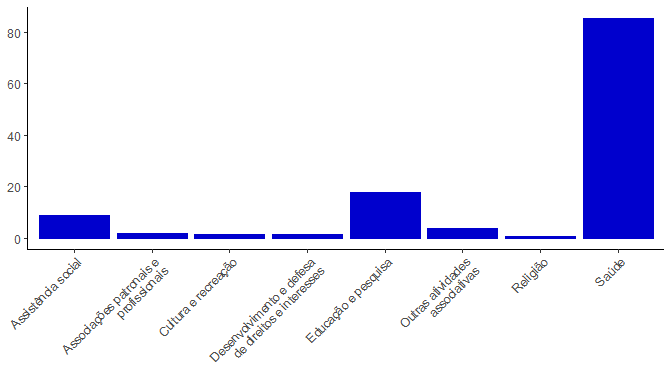 80
60
40
20
0
Assistência social
Associações patronais e
profissionais
Cultura e recreação
Desenvolvimento e defesa
de direitos e interesses
Educação e pesquisa
Outras atividades
associativas
Religião
Saúde